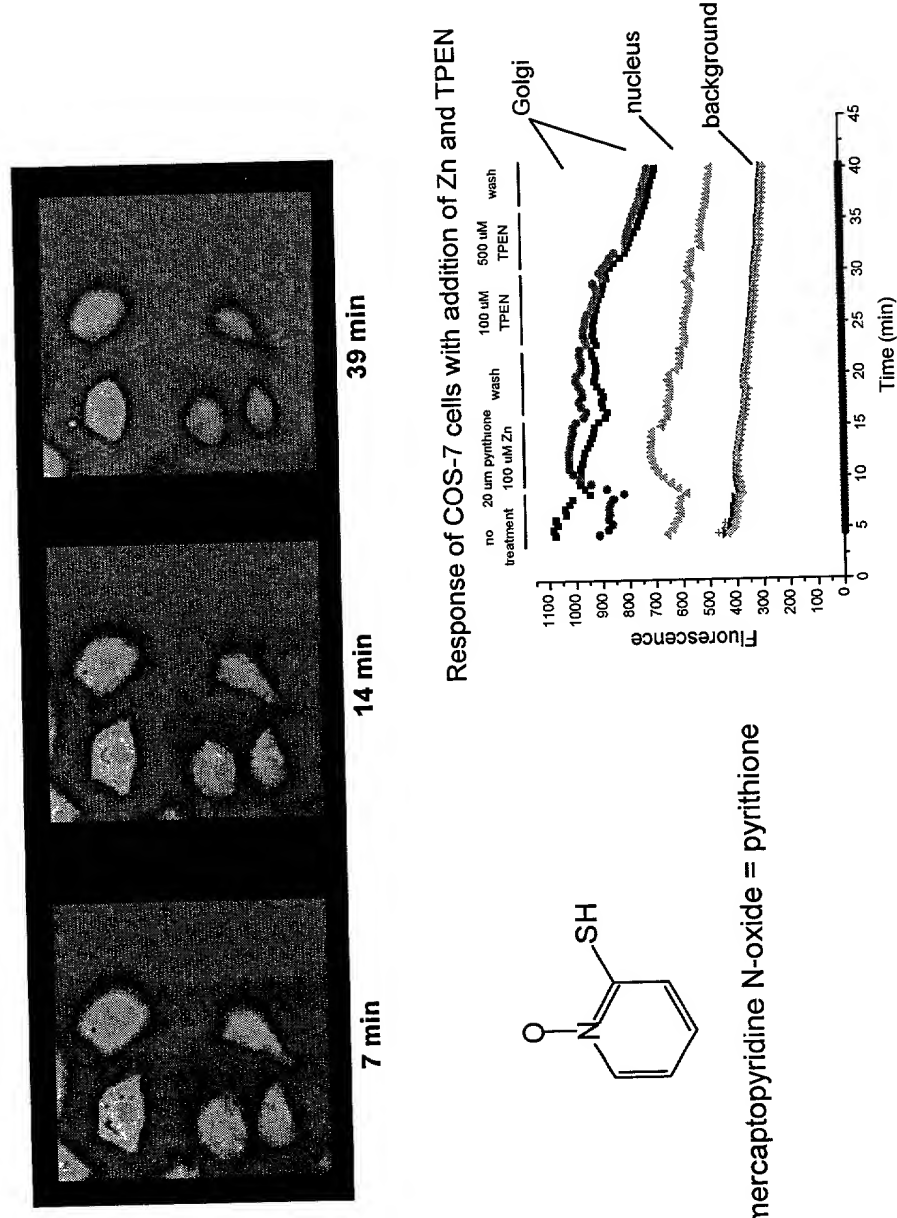 7 min
14 min
39 min
Response of COS-7 cells with addition of Zn and TPEN
no
treatment
20 um pynthuone
100 uM Zn
wash
100 uM
TPEN
500 uM
TPEN
wash
Golgi
nucleus
background
Fluorescence
1100
1000
900
800
700
600
500
400
300
200
100
0
0
5
10
15
20
25
30
35
40
45
Time (min)
O
N
SH
mercaptopyridine N-oxide = pyrithione